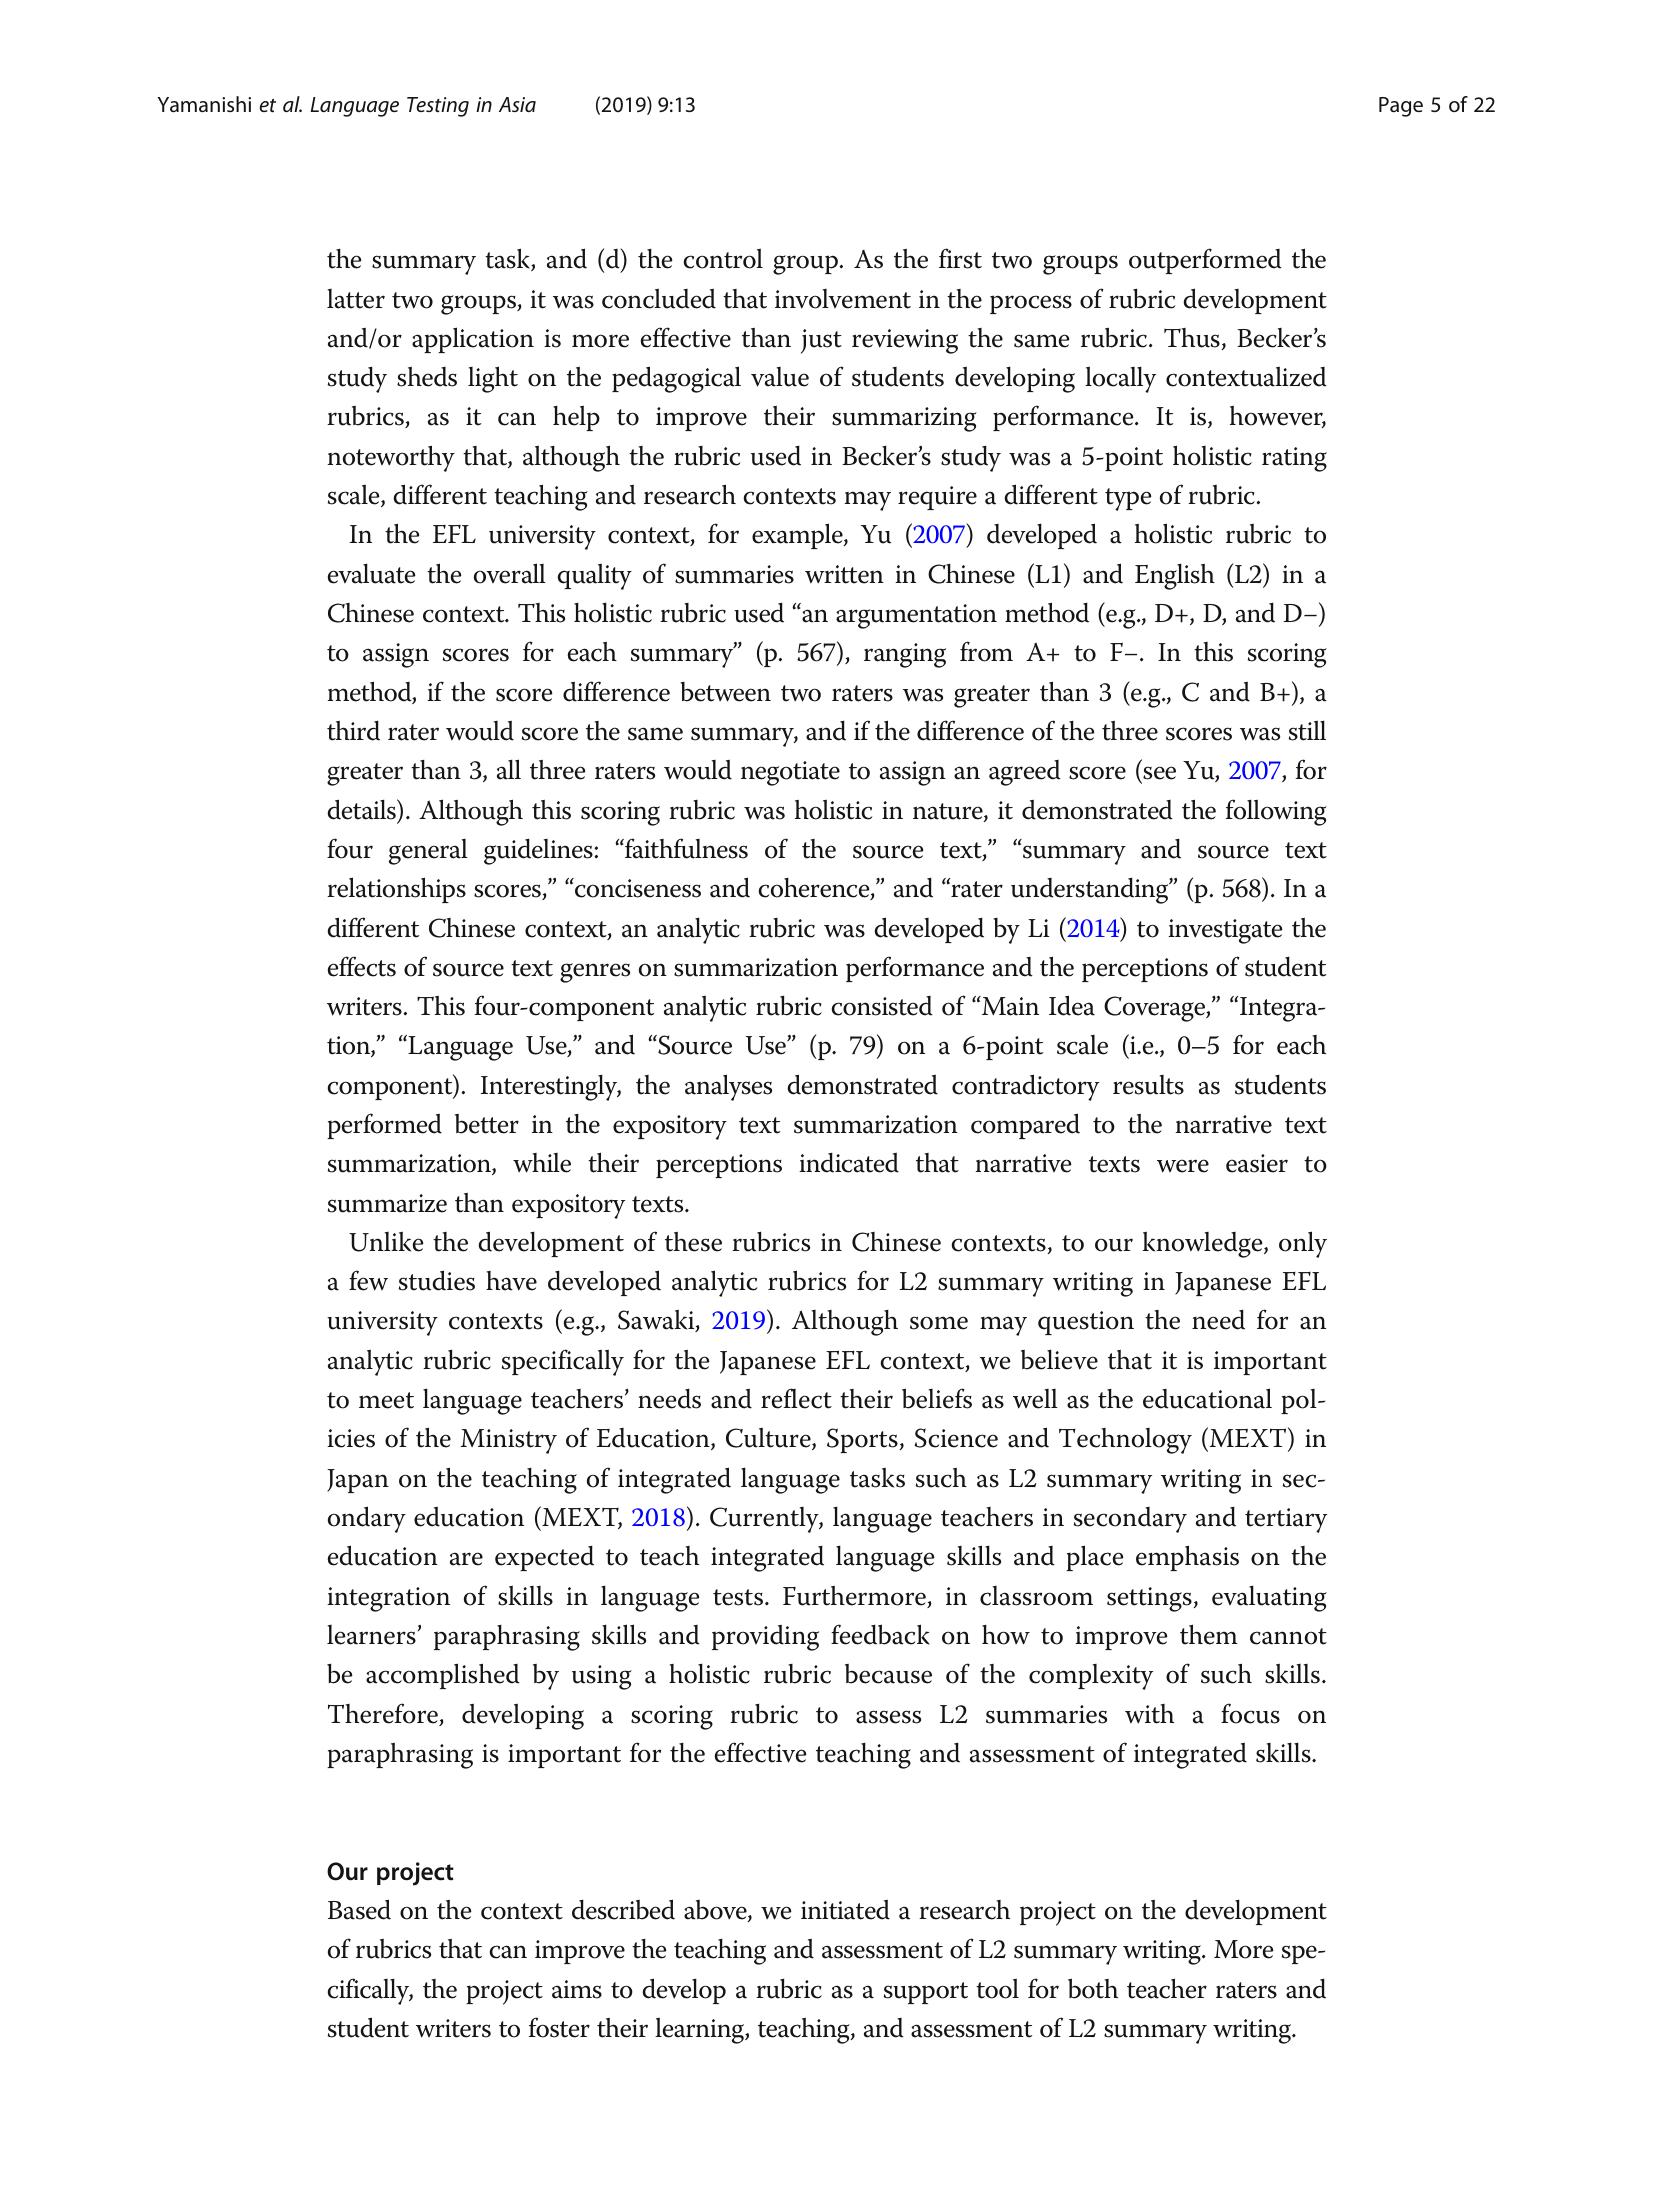 Yamanishi et al. Language Testing in Asia (2019) 9:13 Page 5 of 22
the summary task, and (d) the control group. As the first two groups outperformed the
latter two groups, it was concluded that involvement in the process of rubric development
and/or application is more effective than just reviewing the same rubric. Thus, Becker’s
study sheds light on the pedagogical value of students developing locally contextualized
rubrics, as it can help to improve their summarizing performance. It is, however,
noteworthy that, although the rubric used in Becker’s study was a 5-point holistic rating
scale, different teaching and research contexts may require a different type of rubric.
In the EFL university context, for example, Yu (2007) developed a holistic rubric to
evaluate the overall quality of summaries written in Chinese (L1) and English (L2) in a
Chinese context. This holistic rubric used “an argumentation method (e.g., D+, D, and D–)
to assign scores for each summary” (p. 567), ranging from A+ to F–. In this scoring
method, if the score difference between two raters was greater than 3 (e.g., C and B+), a
third rater would score the same summary, and if the difference of the three scores was still
greater than 3, all three raters would negotiate to assign an agreed score (see Yu, 2007, for
details). Although this scoring rubric was holistic in nature, it demonstrated the following
four general guidelines: “faithfulness of the source text,” “summary and source text
relationships scores,” “conciseness and coherence,” and “rater understanding” (p. 568). In a
different Chinese context, an analytic rubric was developed by Li (2014) to investigate the
effects of source text genres on summarization performance and the perceptions of student
writers. This four-component analytic rubric consisted of “Main Idea Coverage,” “Integra-
tion,” “Language Use,” and “Source Use” (p. 79) on a 6-point scale (i.e., 0–5 for each
component). Interestingly, the analyses demonstrated contradictory results as students
performed better in the expository text summarization compared to the narrative text
summarization, while their perceptions indicated that narrative texts were easier to
summarize than expository texts.
Unlike the development of these rubrics in Chinese contexts, to our knowledge, only
a few studies have developed analytic rubrics for L2 summary writing in Japanese EFL
university contexts (e.g., Sawaki, 2019). Although some may question the need for an
analytic rubric specifically for the Japanese EFL context, we believe that it is important
to meet language teachers’ needs and reflect their beliefs as well as the educational pol-
icies of the Ministry of Education, Culture, Sports, Science and Technology (MEXT) in
Japan on the teaching of integrated language tasks such as L2 summary writing in sec-
ondary education (MEXT, 2018). Currently, language teachers in secondary and tertiary
education are expected to teach integrated language skills and place emphasis on the
integration of skills in language tests. Furthermore, in classroom settings, evaluating
learners’ paraphrasing skills and providing feedback on how to improve them cannot
be accomplished by using a holistic rubric because of the complexity of such skills.
Therefore, developing a scoring rubric to assess L2 summaries with a focus on
paraphrasing is important for the effective teaching and assessment of integrated skills.
Our project
Based on the context described above, we initiated a research project on the development
of rubrics that can improve the teaching and assessment of L2 summary writing. More spe-
cifically, the project aims to develop a rubric as a support tool for both teacher raters and
student writers to foster their learning, teaching, and assessment of L2 summary writing.